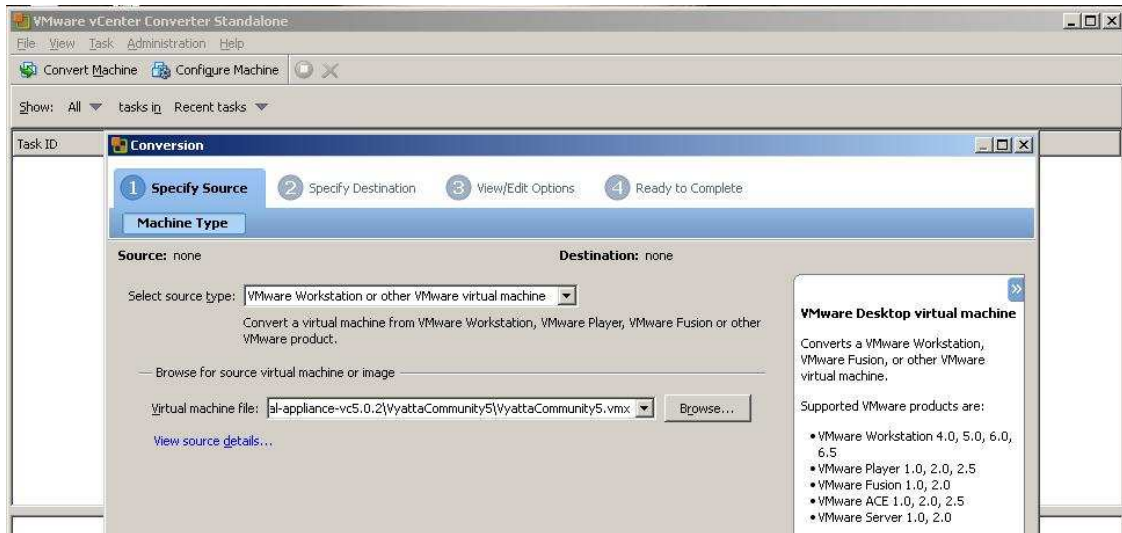 VMware vCenter Converter Standalone
File View Task Administration Help
Convert Machine Configure Machine
Show: All tasks in Recent tasks
Task ID
Conversion
1 Specify Source 2 Specify Destination 3 View/Edit Options 4 Ready to Complete
Machine Type
Source: none Destination: none
Select source type: VMware Workstation or other VMware virtual machine
Convert a virtual machine from VMware Workstation, VMware Player, VMware Fusion or other
VMware product.
Browse for source virtual machine or image
Virtual machine file: al-appliance-vc5.0.2\VyattaCommunity5\VyattaCommunity5.vmx Browse...
View source details...
»
VMware Desktop virtual machine
Converts a VMware Workstation,
VMware Fusion, or other VMware
virtual machine.
Supported VMware products are:
• VMware Workstation 4.0, 5.0, 6.0,
6.5
• VMware Player 1.0, 2.0, 2.5
• VMware Fusion 1.0, 2.0
• VMware ACE 1.0, 2.0, 2.5
• VMware Server 1.0, 2.0